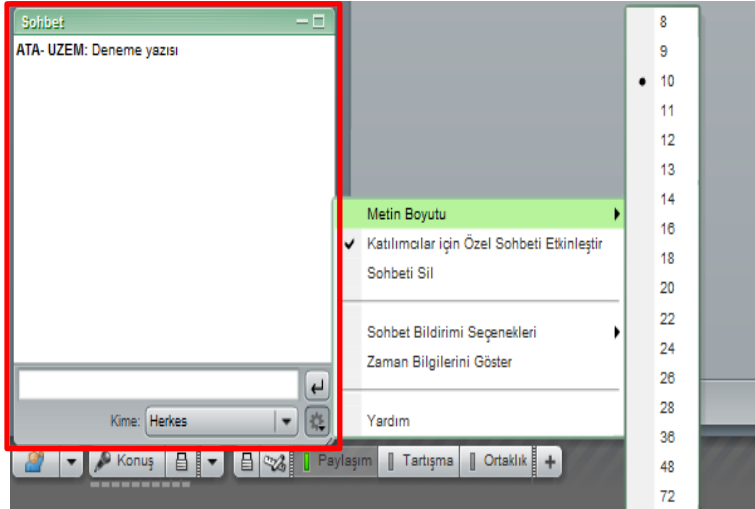 Sohbet
ATA- UZEM: Deneme yazısı
Kime: Herkes
Metin Boyutu
Katılımcılar için Özel Sohbeti Etkinleştir
Sohbeti Sil
Sohbet Bildirimi Seçenekleri
Zaman Bilgilerini Göster
Yardım
8
9
10
11
12
13
14
16
18
20
22
24
26
28
36
48
72
Konuş
Paylaşım
Tartışma
Ortaklık